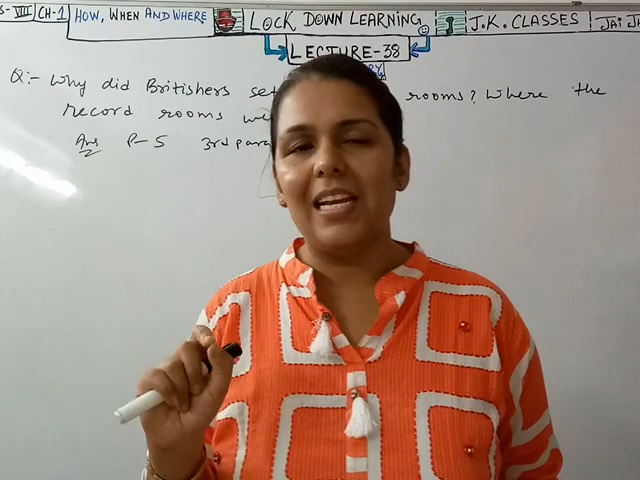 S-VIII CH-1 HOW, WHEN AND WHERE LOCK DOWN LEARNING J.K. CLASSES JAI
LECTURE-38
Q:- Why did Britishers set rooms? Where the
record rooms
Ans P-5 3rd para